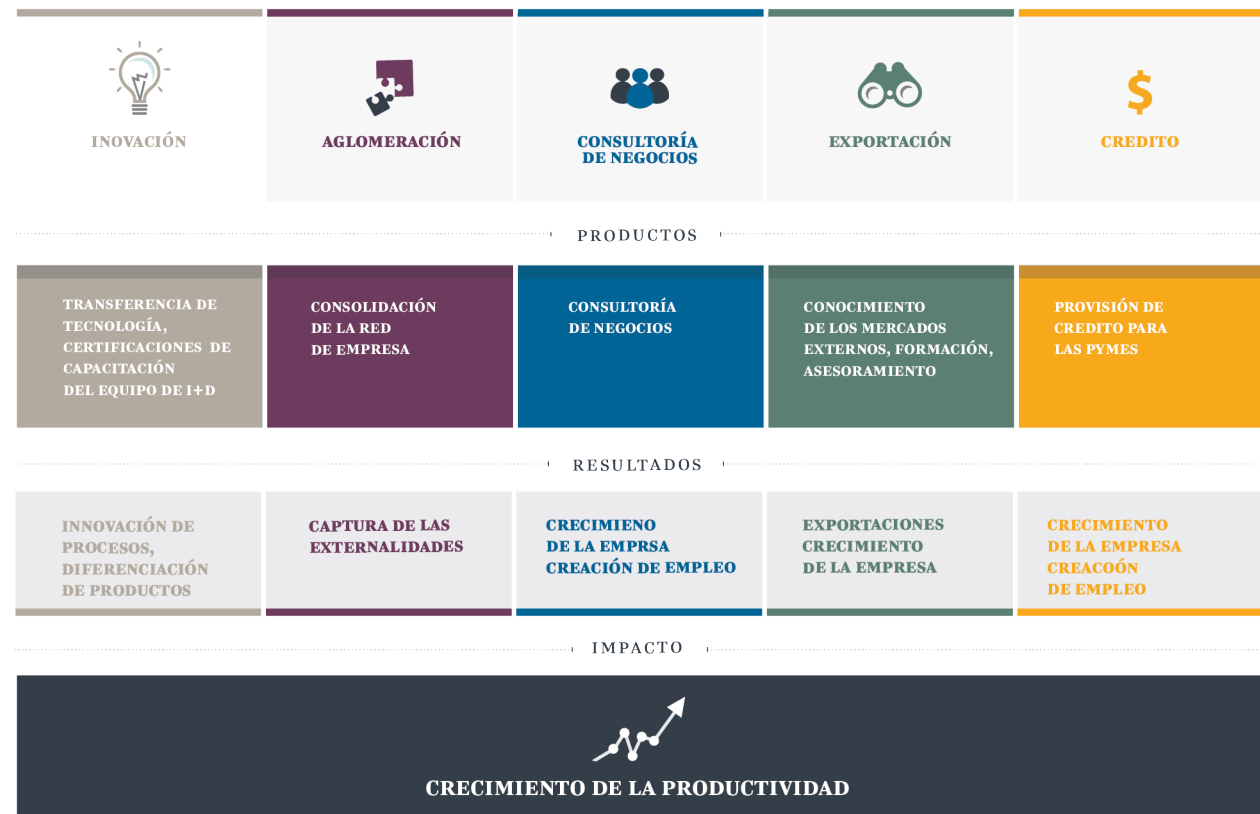 INOVACIÓN
AGLOMERACIÓN
CONSULTORÍA
DE NEGOCIOS
EXPORTACIÓN
$
CREDITO
PRODUCTOS
TRANSFERENCIA DE
TECNOLOGÍA,
CERTIFICACIONES DE
CAPACITACIÓN
DEL EQUIPO DE I+D
CONSOLIDACIÓN
DE LA RED
DE EMPRESA
CONSULTORÍA
DE NEGOCIOS
CONOCIMIENTO
DE LOS MERCADOS
EXTERNOS, FORMACIÓN,
ASESORAMIENTO
PROVISIÓN DE
CREDITO PARA
LAS PYMES
RESULTADOS
INNOVACIÓN DE
PROCESOS,
DIFERENCIACIÓN
DE PRODUCTOS
CAPTURA DE LAS
EXTERNALIDADES
CRECIMIENO
DE LA EMPRSA
CREACIÓN DE EMPLEO
EXPORTACIONES
CRECIMIENTO
DE LA EMPRESA
CRECIMIENTO
DE LA EMPRESA
CREACOÓN
DE EMPLEO
IMPACTO
CRECIMIENTO DE LA PRODUCTIVIDAD